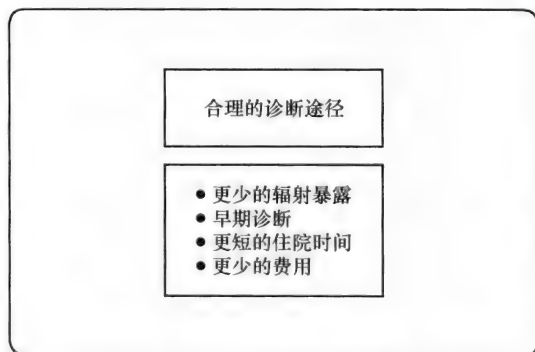 合理的诊断途径
● 更少的辐射暴露
● 早期诊断
● 更短的住院时间
● 更少的费用